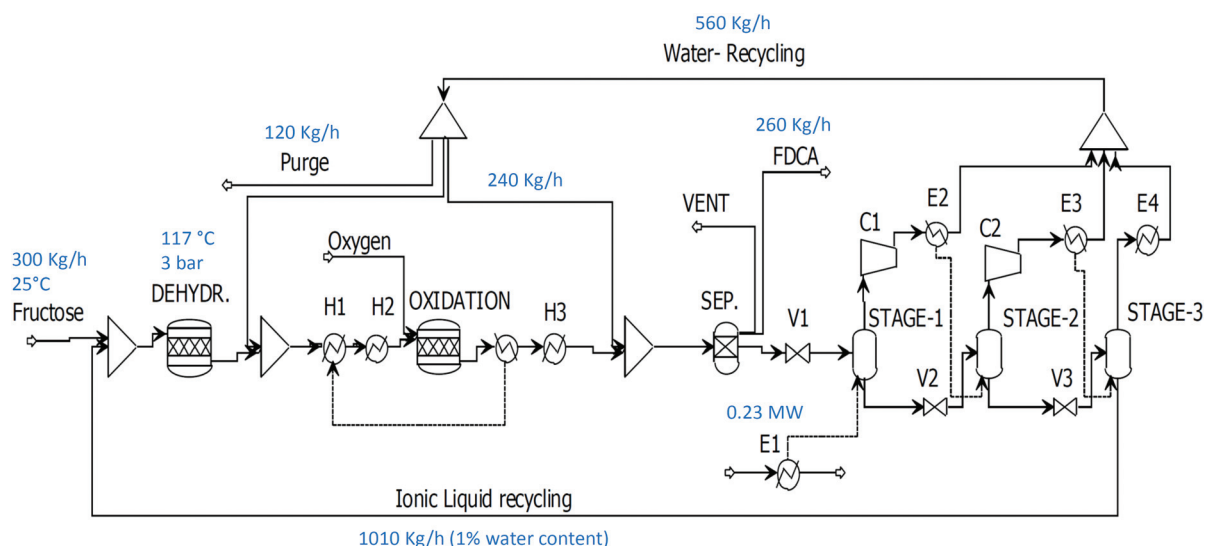 560 Kg/h
Water- Recycling
120 Kg/h
Purge
240 Kg/h
260 Kg/h
FDCA
VENT
E2
E3
E4
C1
C2
Oxygen
117 °C
3 bar
DEHYDR.
300 Kg/h
25°C
Fructose
H1
H2
OXIDATION
H3
SEP.
V1
STAGE-1
STAGE-2
STAGE-3
V2
V3
0.23 MW
E1
Ionic Liquid recycling
1010 Kg/h (1% water content)